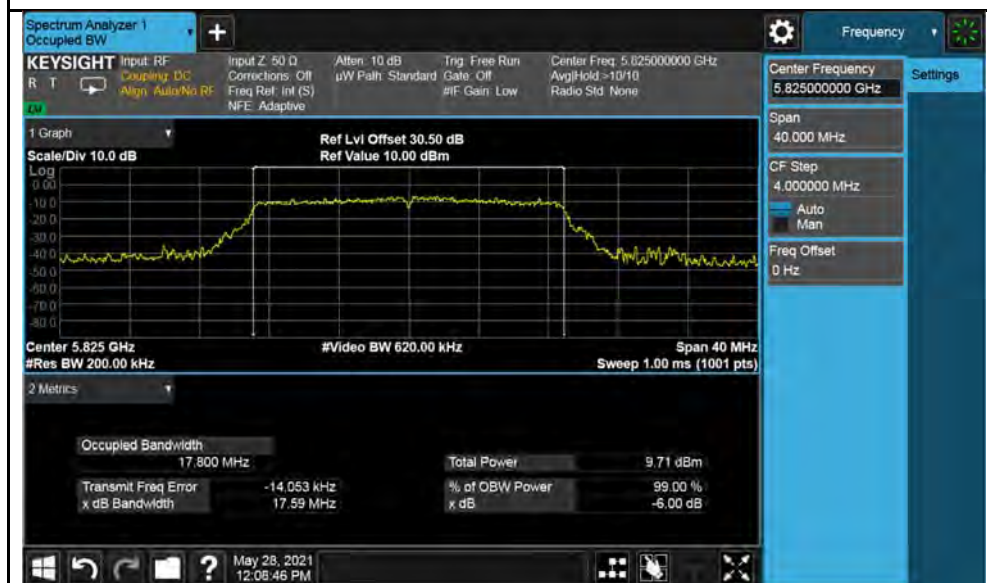 Spectrum Analyzer 1
Occupied BW
+
Frequency
KEYSIGHT
R T
Input: RF
Coupling: DC
Align: Auto/No RF
Input Z: 50 Ω
Corrections: Off
Freq Ref: Int (S)
NFE: Adaptive
Atten: 10 dB
µW Path: Standard
Trig: Free Run
Gate: Off
#IF Gain: Low
Center Freq: 5.825000000 GHz
Avg|Hold:>10/10
Radio Std: None
Center Frequency
5.825000000 GHz
Settings
Span
40.000 MHz
CF Step
4.000000 MHz
Auto
Man
Freq Offset
0 Hz
1 Graph
Scale/Div 10.0 dB
Ref Lvl Offset 30.50 dB
Ref Value 10.00 dBm
Log
0.00
-10.0
-20.0
-30.0
-40.0
-50.0
-60.0
-70.0
-80.0
Center 5.825 GHz
#Video BW 620.00 kHz
Span 40 MHz
#Res BW 200.00 kHz
Sweep 1.00 ms (1001 pts)
2 Metrics
Occupied Bandwidth
17.800 MHz
Total Power
9.71 dBm
Transmit Freq Error
-14.053 kHz
% of OBW Power
99.00 %
x dB Bandwidth
17.59 MHz
x dB
-6.00 dB
?
May 28, 2021
12:08:46 PM